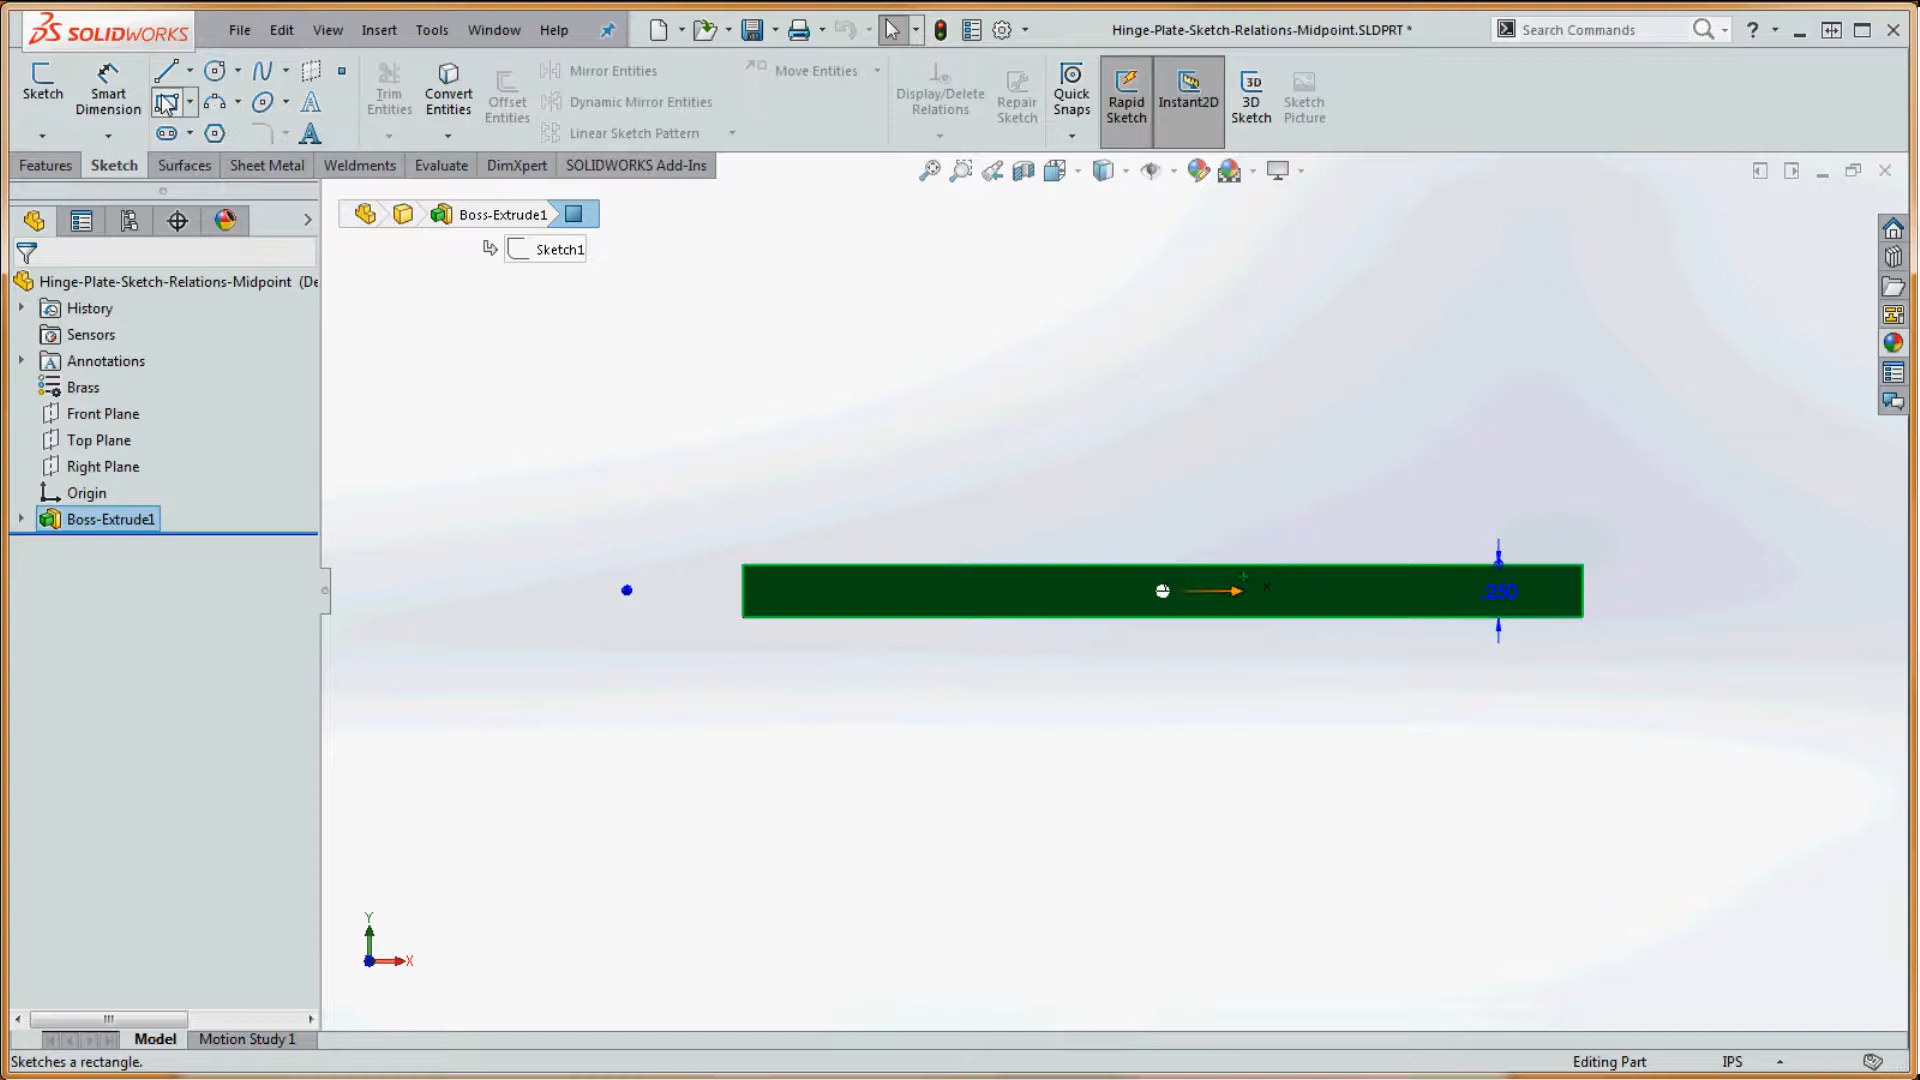 SOLIDWORKS
File Edit View Insert Tools Window Help
Hinge-Plate-Sketch-Relations-Midpoint.SLDPRT *
Search Commands
Sketch
Smart Dimension
Trim Entities
Convert Entities
Offset Entities
Mirror Entities
Dynamic Mirror Entities
Linear Sketch Pattern
Move Entities
Display/Delete Relations
Repair Sketch
Quick Snaps
Rapid Sketch
Instant2D
3D
3D Sketch
Sketch Picture
Features Sketch Surfaces Sheet Metal Weldments Evaluate DimXpert SOLIDWORKS Add-Ins
Boss-Extrude1
Sketch1
Hinge-Plate-Sketch-Relations-Midpoint (De
History
Sensors
Annotations
Brass
Front Plane
Top Plane
Right Plane
Origin
Boss-Extrude1
.250
X
Y
X
Model Motion Study 1
Sketches a rectangle.
Editing Part IPS